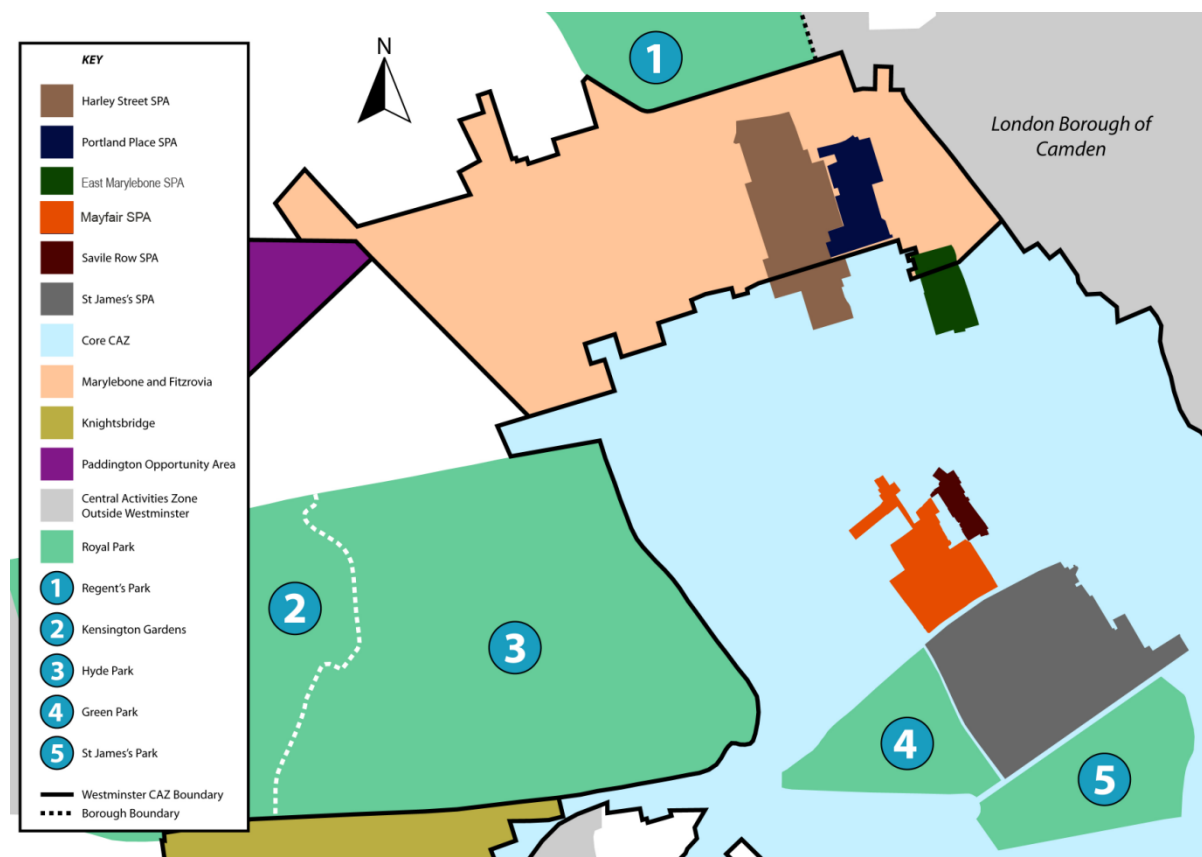 KEY
Harley Street SPA
Portland Place SPA
East Marylebone SPA
Mayfair SPA
Savile Row SPA
St James's SPA
Core CAZ
Marylebone and Fitzrovia
Knightsbridge
Paddington Opportunity Area
Central Activities Zone
Outside Westminster
Royal Park
1 Regent's Park
2 Kensington Gardens
3 Hyde Park
4 Green Park
5 St James's Park
Westminster CAZ Boundary
Borough Boundary
N
1
London Borough of
Camden
2
3
4
5